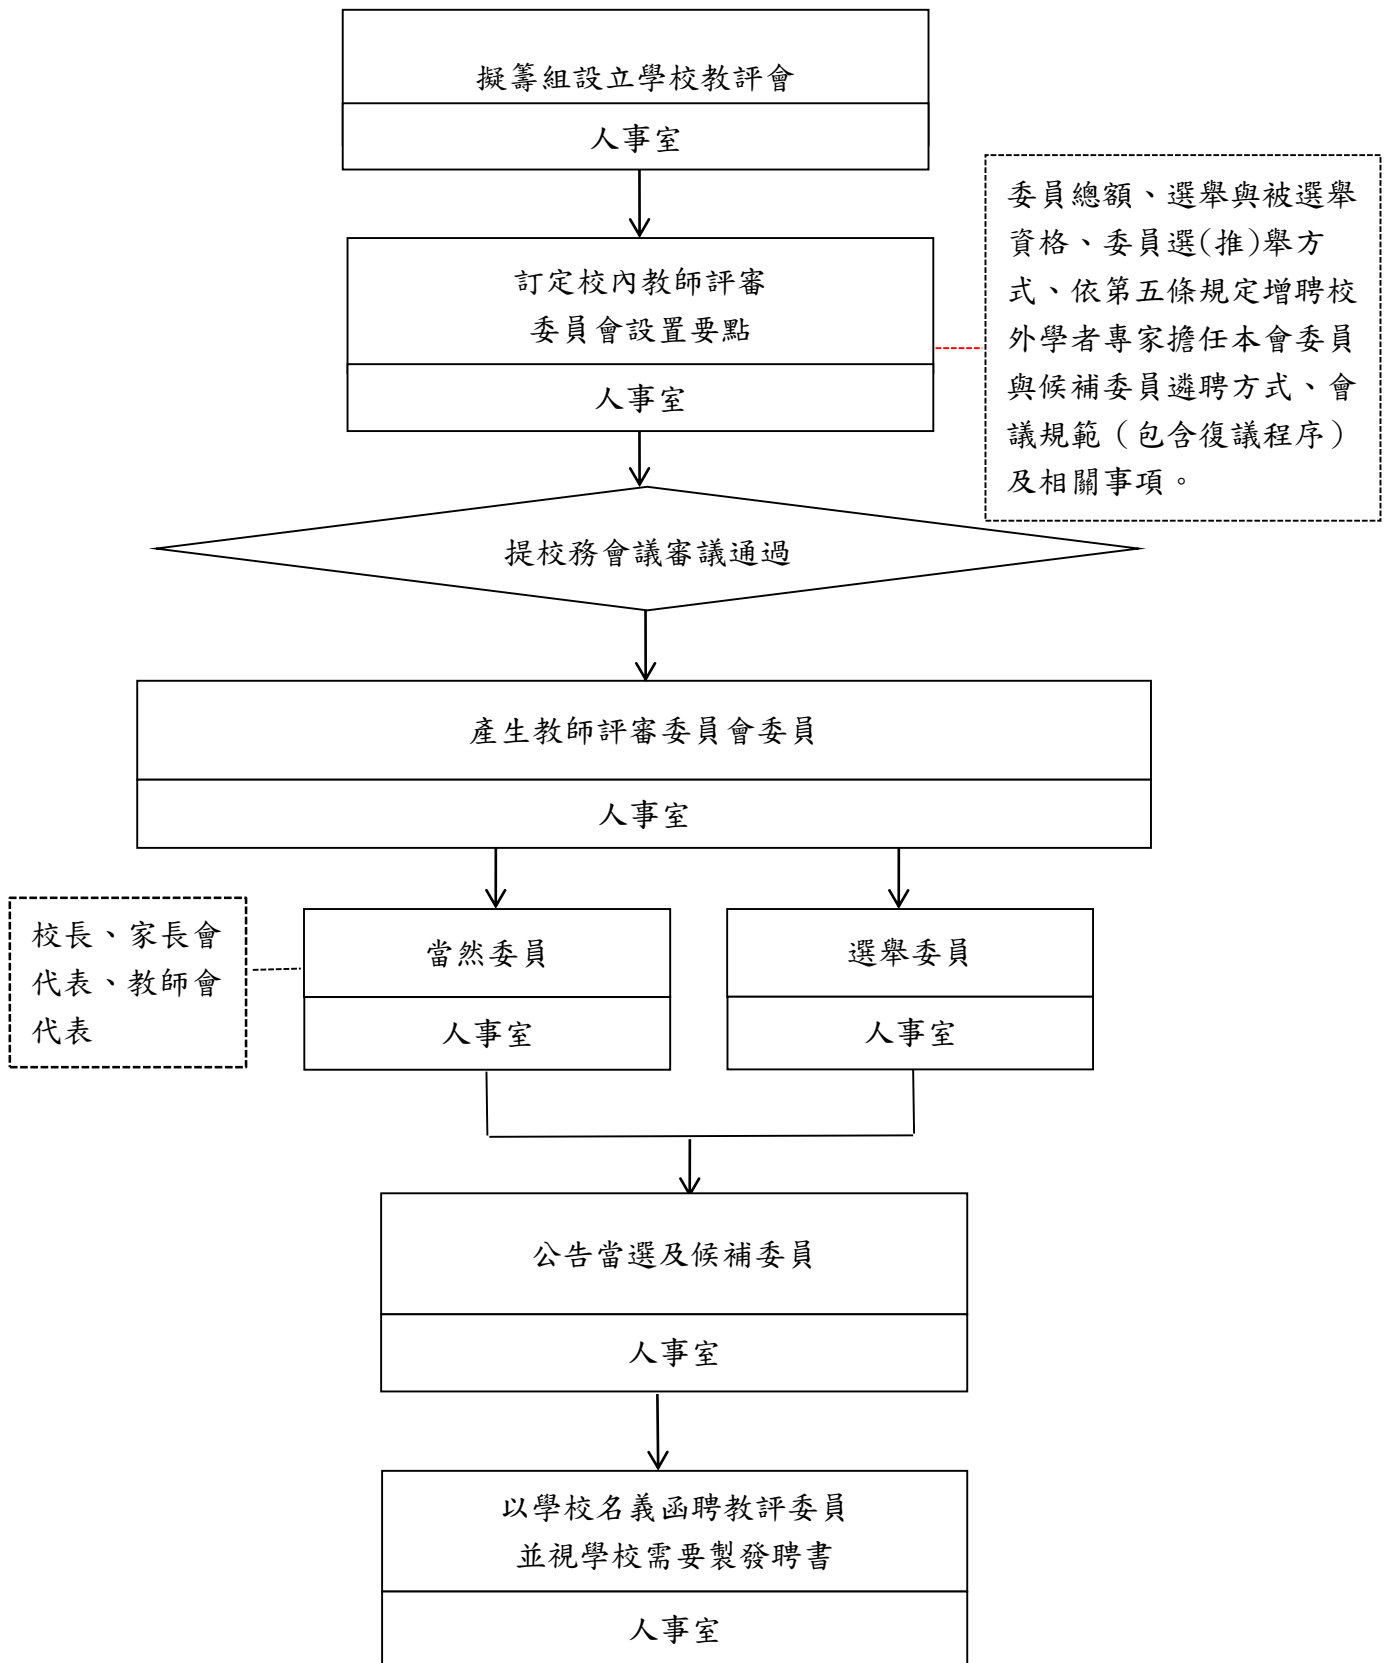 擬籌組設立學校教評會
人事室
訂定校內教師評審
委員會設置要點
人事室
委員總額、選舉與被選舉
資格、委員選(推)舉方
式、依第五條規定增聘校
外學者專家擔任本會委員
與候補委員遴聘方式、會
議規範（包含復議程序）
及相關事項。
提校務會議審議通過
產生教師評審委員會委員
人事室
校長、家長會
代表、教師會
代表
當然委員
人事室
選舉委員
人事室
公告當選及候補委員
人事室
以學校名義函聘教評委員
並視學校需要製發聘書
人事室